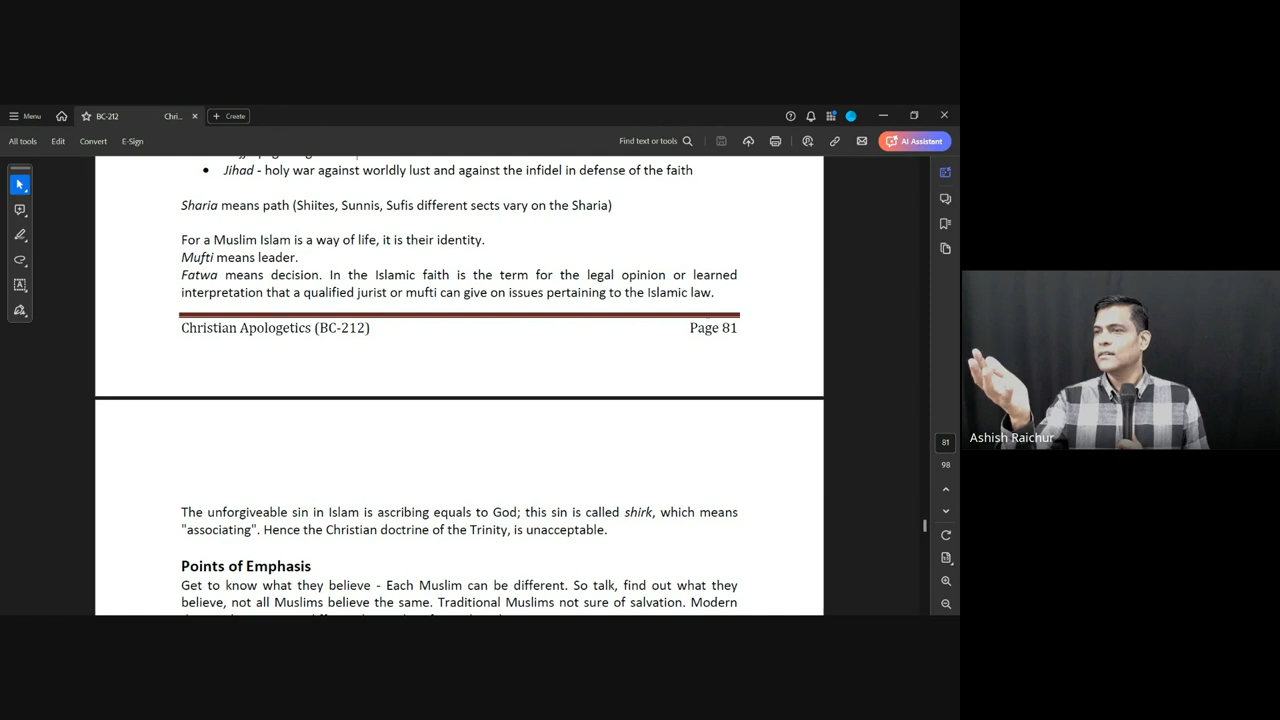 Menu
BC-212
Chri...
Create
All tools
Edit
Convert
E-Sign
Find text or tools
AI Assistant
• Jihad - holy war against worldly lust and against the infidel in defense of the faith
Sharia means path (Shiites, Sunnis, Sufis different sects vary on the Sharia)
For a Muslim Islam is a way of life, it is their identity.
Mufti means leader.
Fatwa means decision. In the Islamic faith is the term for the legal opinion or learned
interpretation that a qualified jurist or mufti can give on issues pertaining to the Islamic law.
Christian Apologetics (BC-212)
Page 81
The unforgiveable sin in Islam is ascribing equals to God; this sin is called shirk, which means
"associating". Hence the Christian doctrine of the Trinity, is unacceptable.
Points of Emphasis
Get to know what they believe - Each Muslim can be different. So talk, find out what they
believe, not all Muslims believe the same. Traditional Muslims not sure of salvation. Modern
81
98
Ashish Raichur